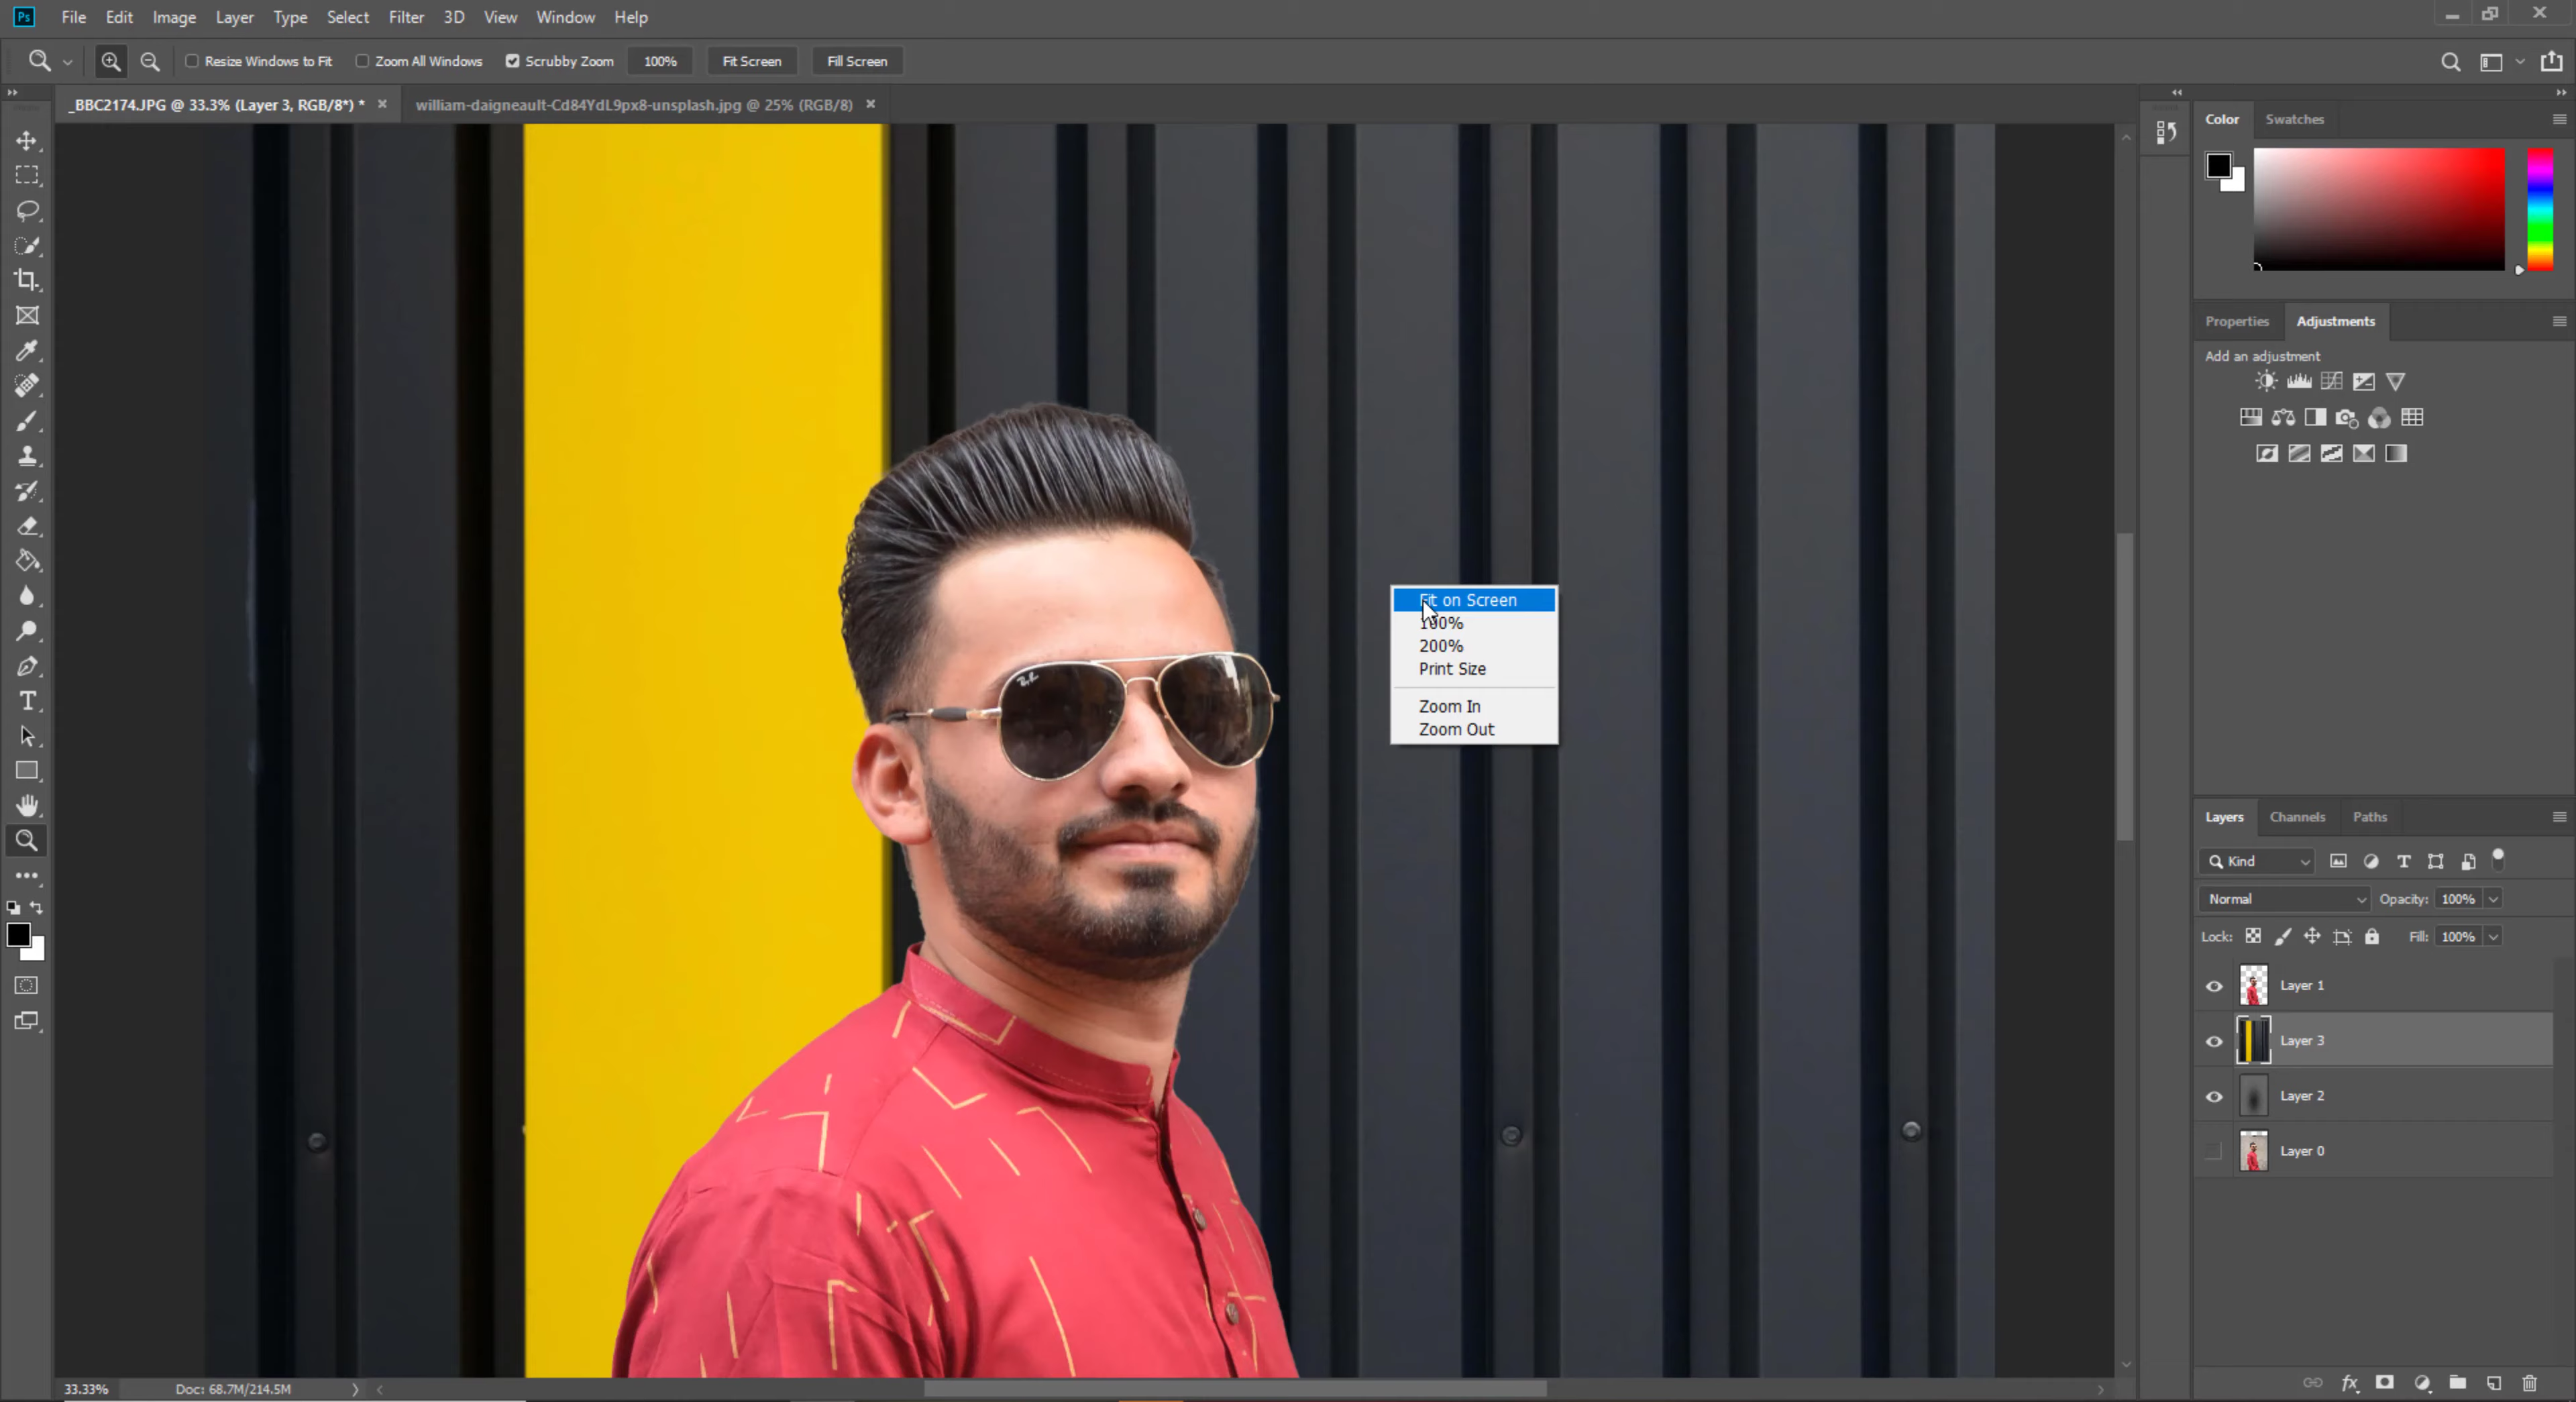 Ps File Edit Image Layer Type Select Filter 3D View Window Help
Resize Windows to Fit Zoom All Windows Scrubby Zoom 100% Fit Screen Fill Screen
_BBC2174.JPG @ 33.3% (Layer 3, RGB/8*) * × william-daigneault-Cd84YdL9px8-unsplash.jpg @ 25% (RGB/8) ×
Color Swatches
Properties Adjustments
Add an adjustment
Fit on Screen
100%
200%
Print Size
Zoom In
Zoom Out
Layers Channels Paths
Kind
Normal Opacity: 100%
Lock: Fill: 100%
Layer 1
Layer 3
Layer 2
Layer 0
33.33% Doc: 68.7M/214.5M
fx